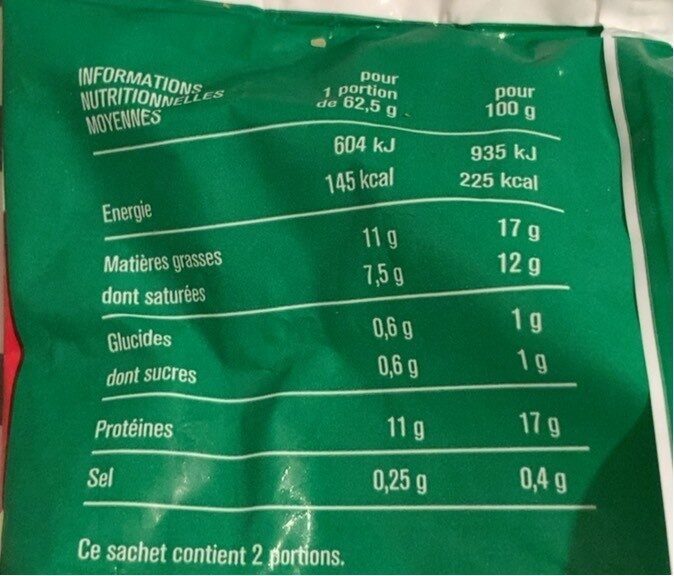 INFORMATIONS
NUTRITIONNELLES
MOYENNES
pour
1 portion
de 62,5 g
pour
100 g
604 kJ 935 kJ
145 kcal 225 kcal
Energie
Matières grasses 11 g 17 g
dont saturées 7,5 g 12 g
Glucides 0,6 g 1 g
dont sucres 0,6 g 1 g
Protéines 11 g 17 g
Sel 0,25 g 0,4 g
Ce sachet contient 2 portions.